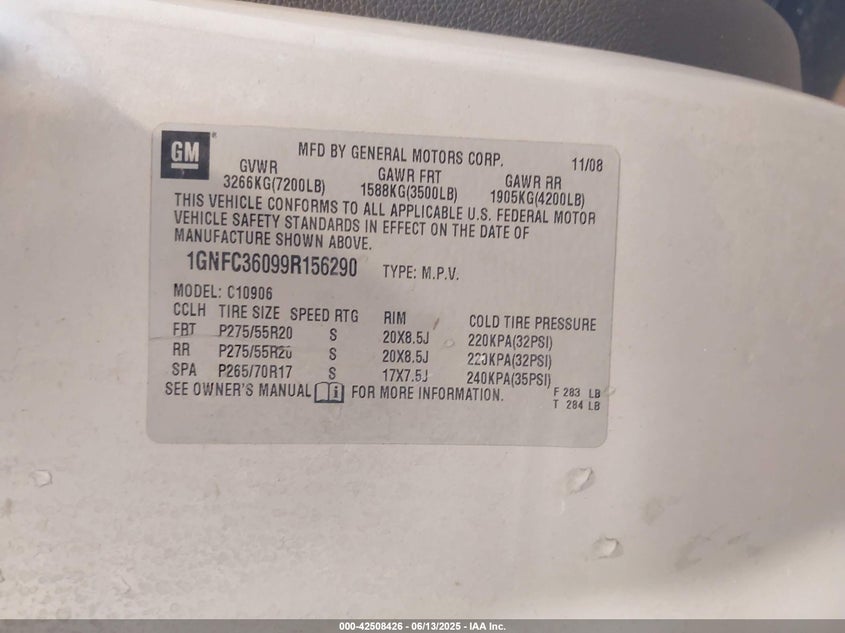 GM
MFD BY GENERAL MOTORS CORP. 11/08
GVWR GAWR FRT GAWR RR
3266KG(7200LB) 1588KG(3500LB) 1905KG(4200LB)
THIS VEHICLE CONFORMS TO ALL APPLICABLE U.S. FEDERAL MOTOR
VEHICLE SAFETY STANDARDS IN EFFECT ON THE DATE OF
MANUFACTURE SHOWN ABOVE.
1GNFC36099R156290 TYPE: M.P.V.
MODEL: C10906
CCLH TIRE SIZE SPEED RTG RIM COLD TIRE PRESSURE
FRT P275/55R20 S 20X8.5J 220KPA(32PSI)
RR P275/55R20 S 20X8.5J 220KPA(32PSI)
SPA P265/70R17 S 17X7.5J 240KPA(35PSI)
SEE OWNER'S MANUAL FOR MORE INFORMATION. F 283 LB
T 284 LB
000-42508426 - 06/13/2025 - IAA Inc.